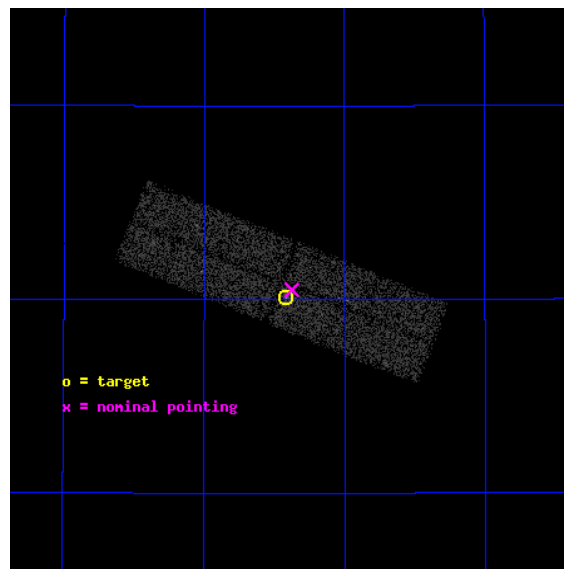 o = target
x = nominal pointing